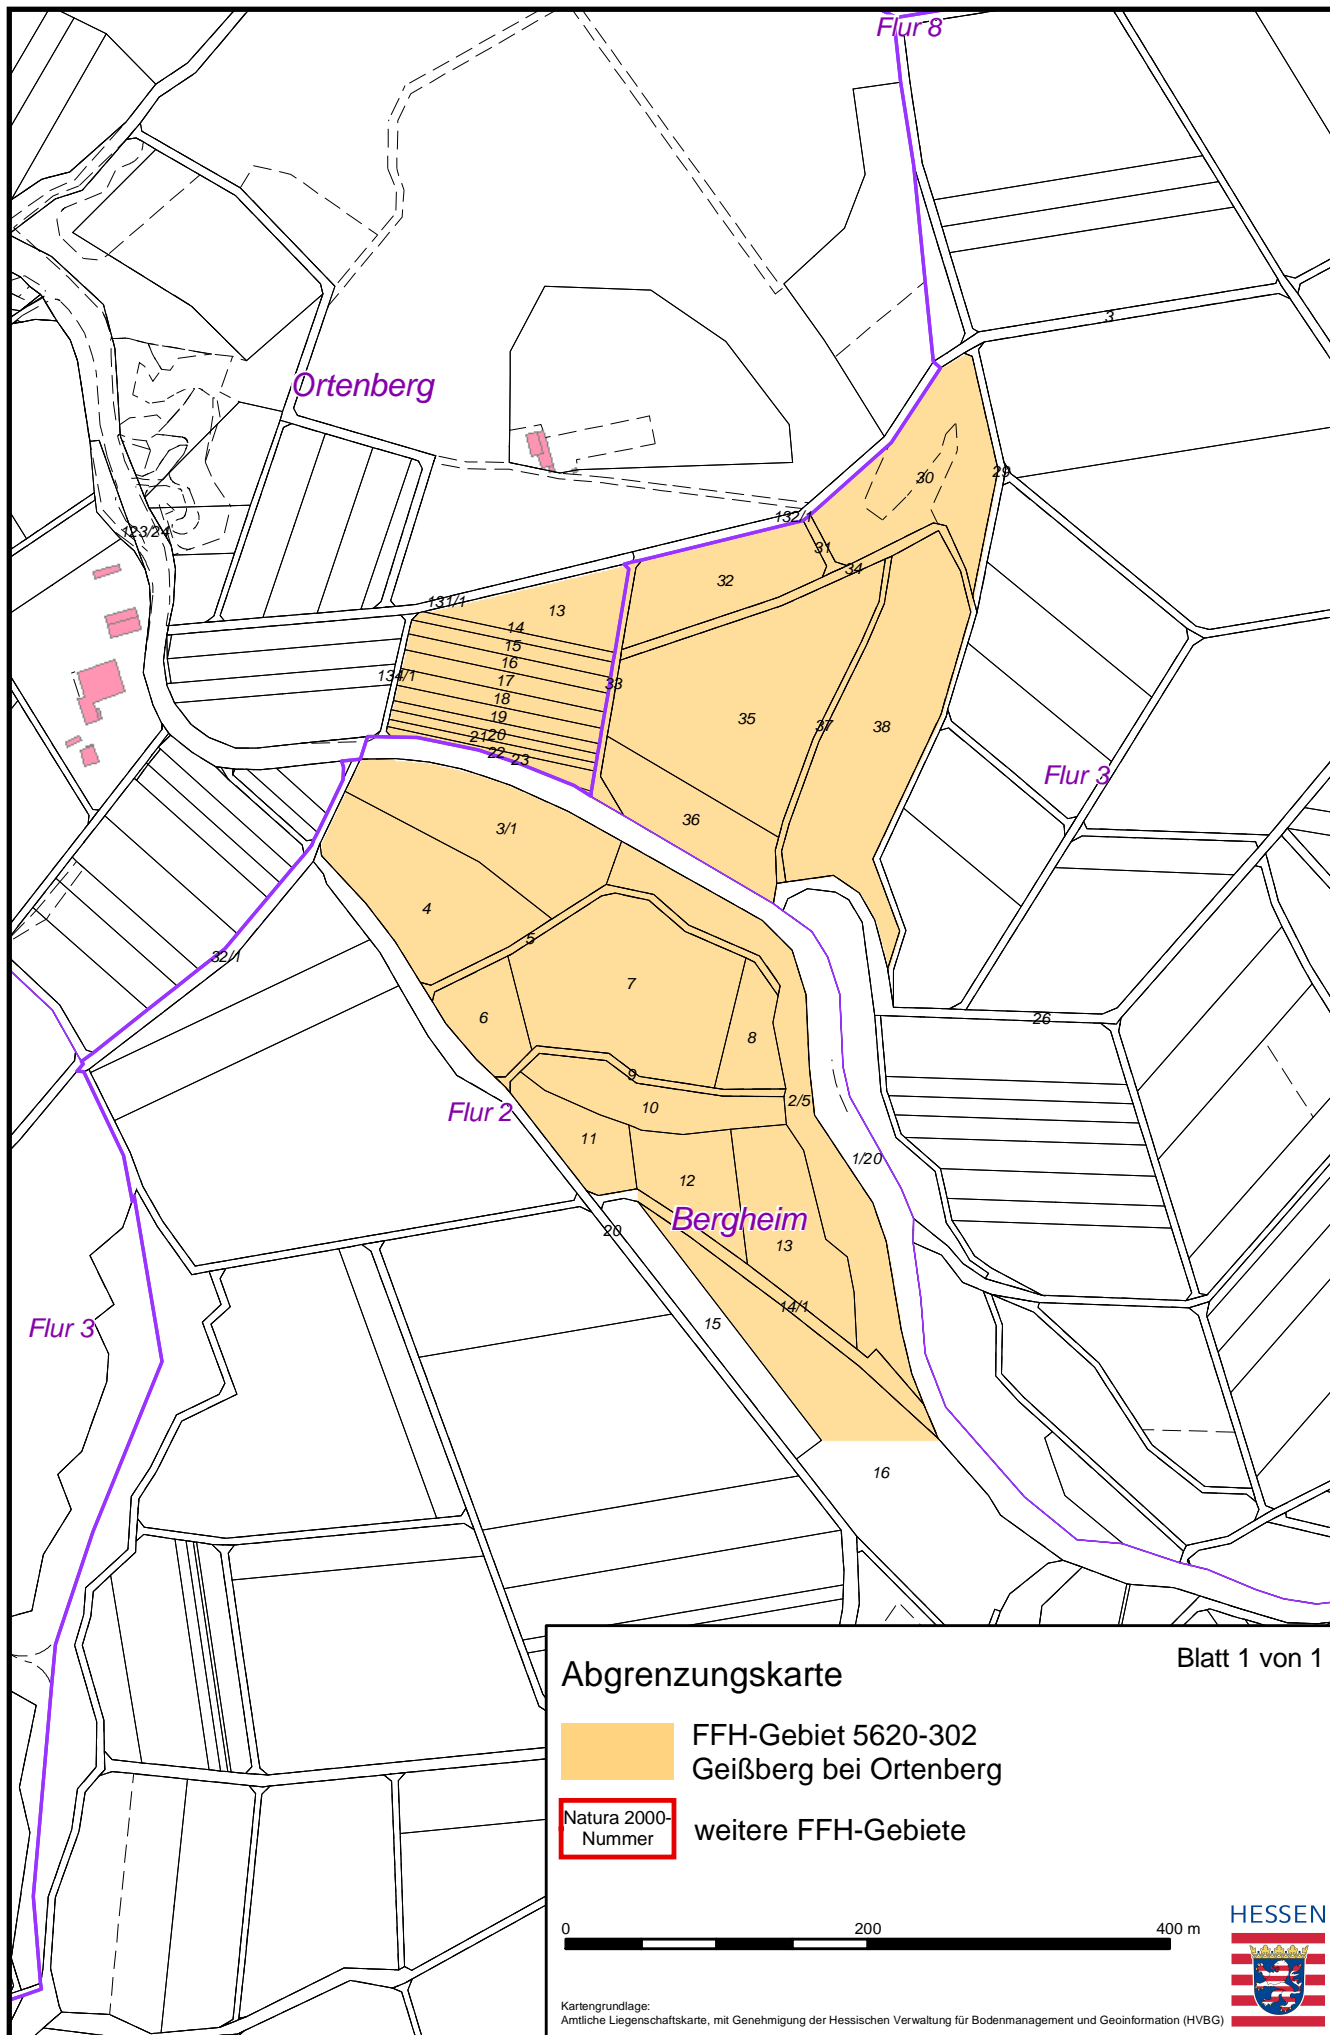 Flur 8
3
Ortenberg
30
29
132/1
123/24
31
34
32
131/1
13
14
15
16
134/1
17
33
18
19
35
37
38
21
20
22
23
Flur 3
36
3/1
4
5
32/1
7
6
26
8
9
2/5
10
Flur 2
11
1/20
12
Bergheim
20
13
14/1
15
Flur 3
16
Abgrenzungskarte
Blatt 1 von 1
FFH-Gebiet 5620-302
Geißberg bei Ortenberg
Natura 2000-
Nummer
weitere FFH-Gebiete
HESSEN
0 200 400 m
Kartengrundlage:
Amtliche Liegenschaftskarte, mit Genehmigung der Hessischen Verwaltung für Bodenmanagement und Geoinformation (HVBG)